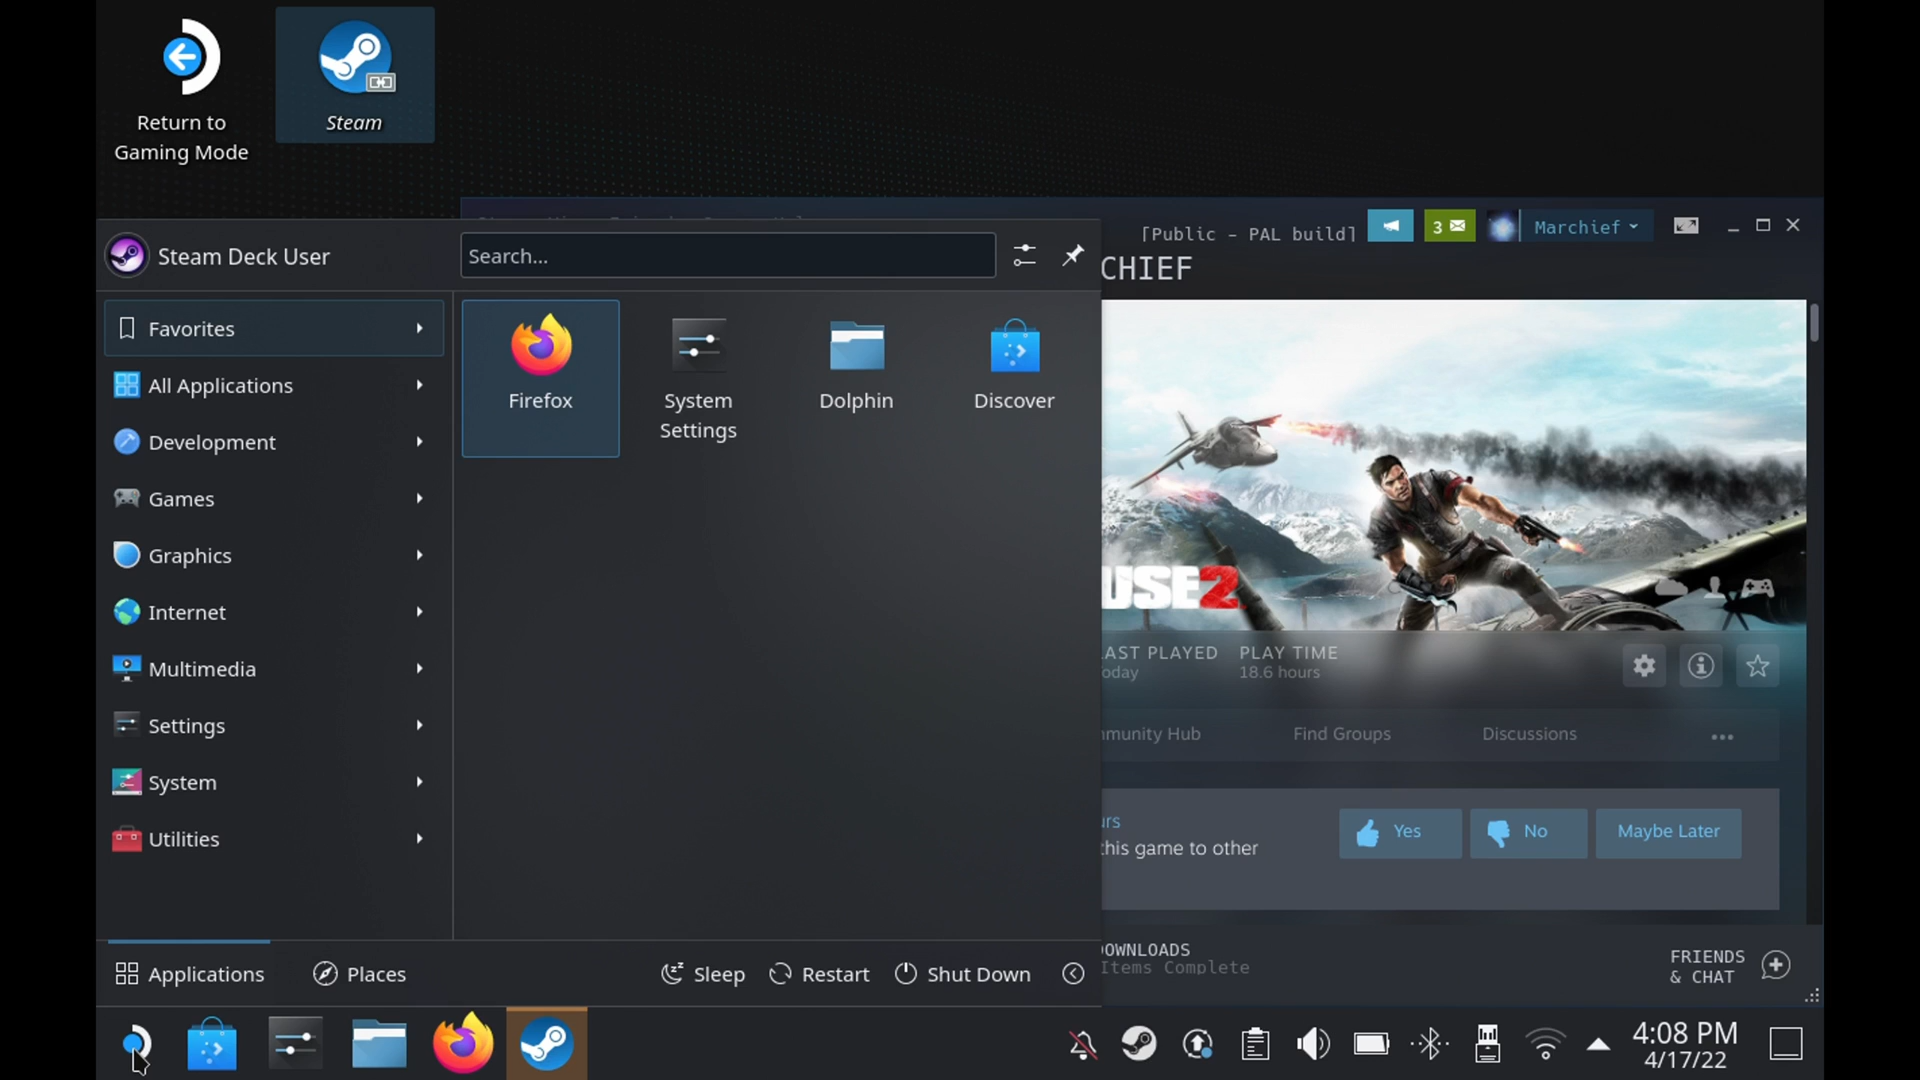 Return to
Gaming Mode
Steam
Steam Deck User
Search...
[Public - PAL build]
3
Marchief
CHIEF
Favorites
All Applications
Development
Games
Graphics
Internet
Multimedia
Settings
System
Utilities
Firefox
System
Settings
Dolphin
Discover
USE2
AST PLAYED
PLAY TIME
oday
18.6 hours
mmunity Hub
Find Groups
Discussions
urs
this game to other
Yes
No
Maybe Later
Applications
Places
Sleep
Restart
Shut Down
OWNLOADS
Items Complete
FRIENDS
& CHAT
4:08 PM
4/17/22